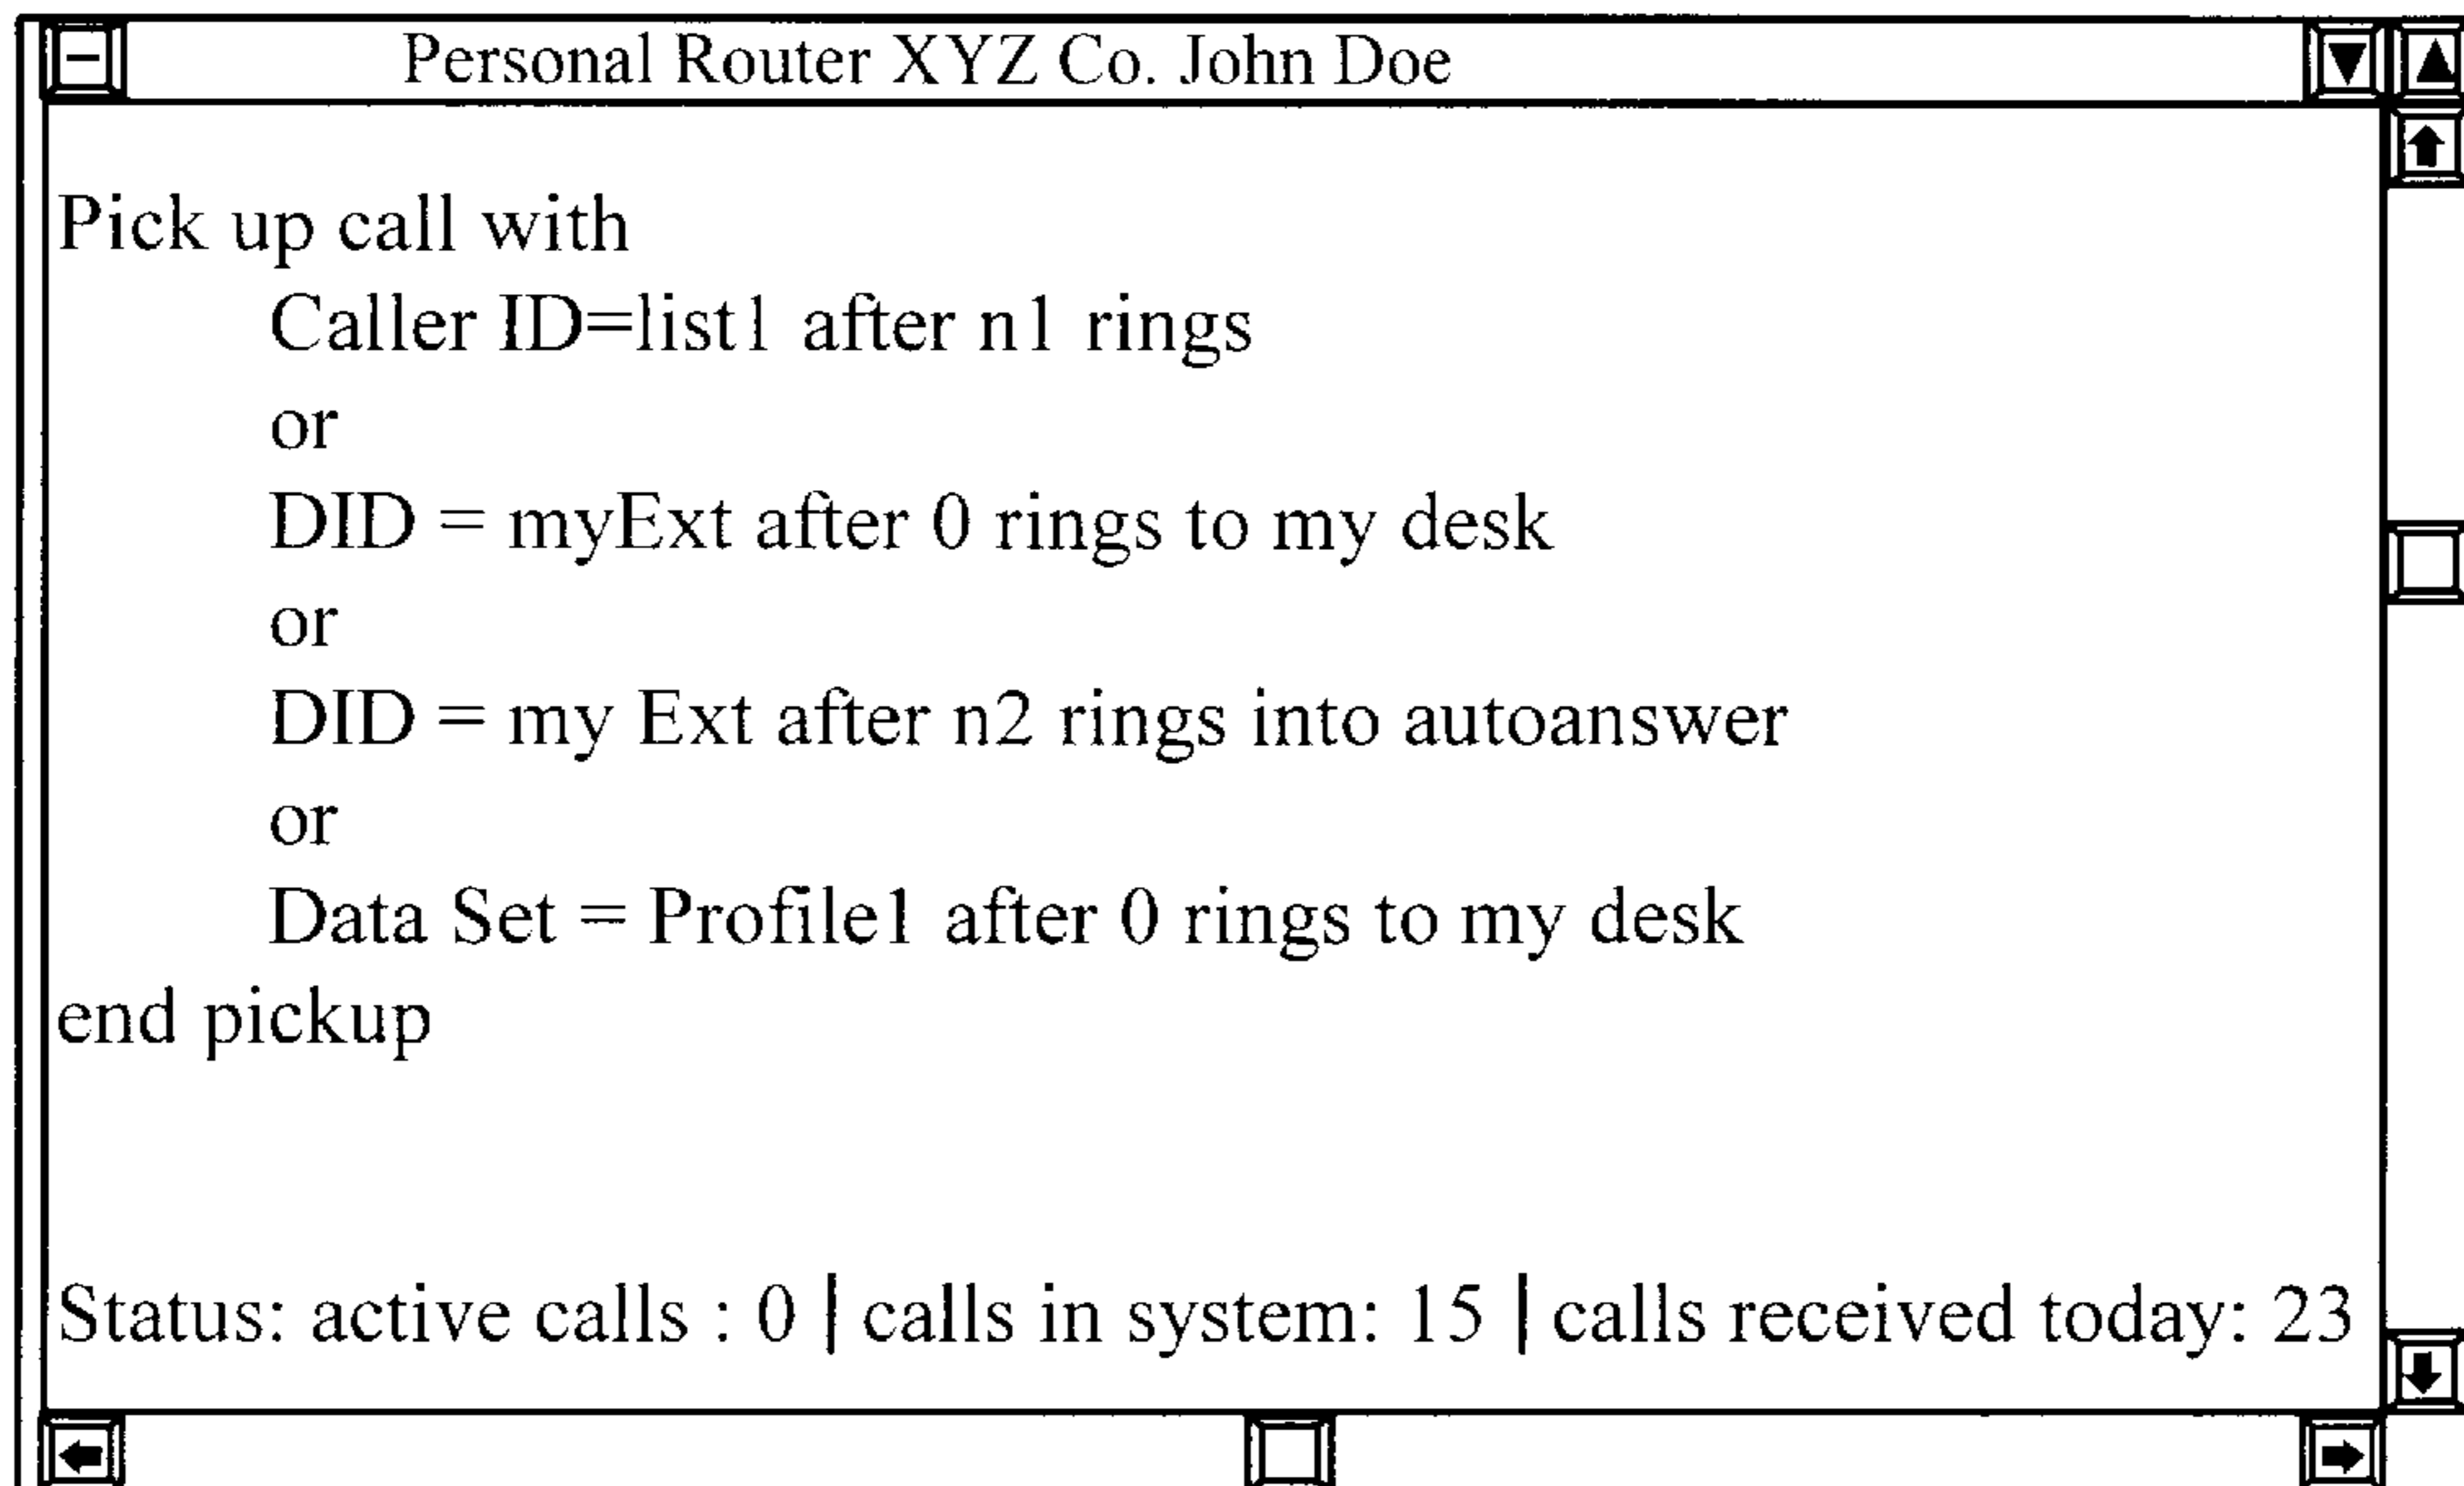 Personal Router XYZ Co. John Doe
Pick up call with
Caller ID=list1 after n1 rings
or
DID = myExt after 0 rings to my desk
or
DID = my Ext after n2 rings into autoanswer
or
Data Set = Profile1 after 0 rings to my desk
end pickup
Status: active calls : 0 | calls in system: 15 | calls received today: 23